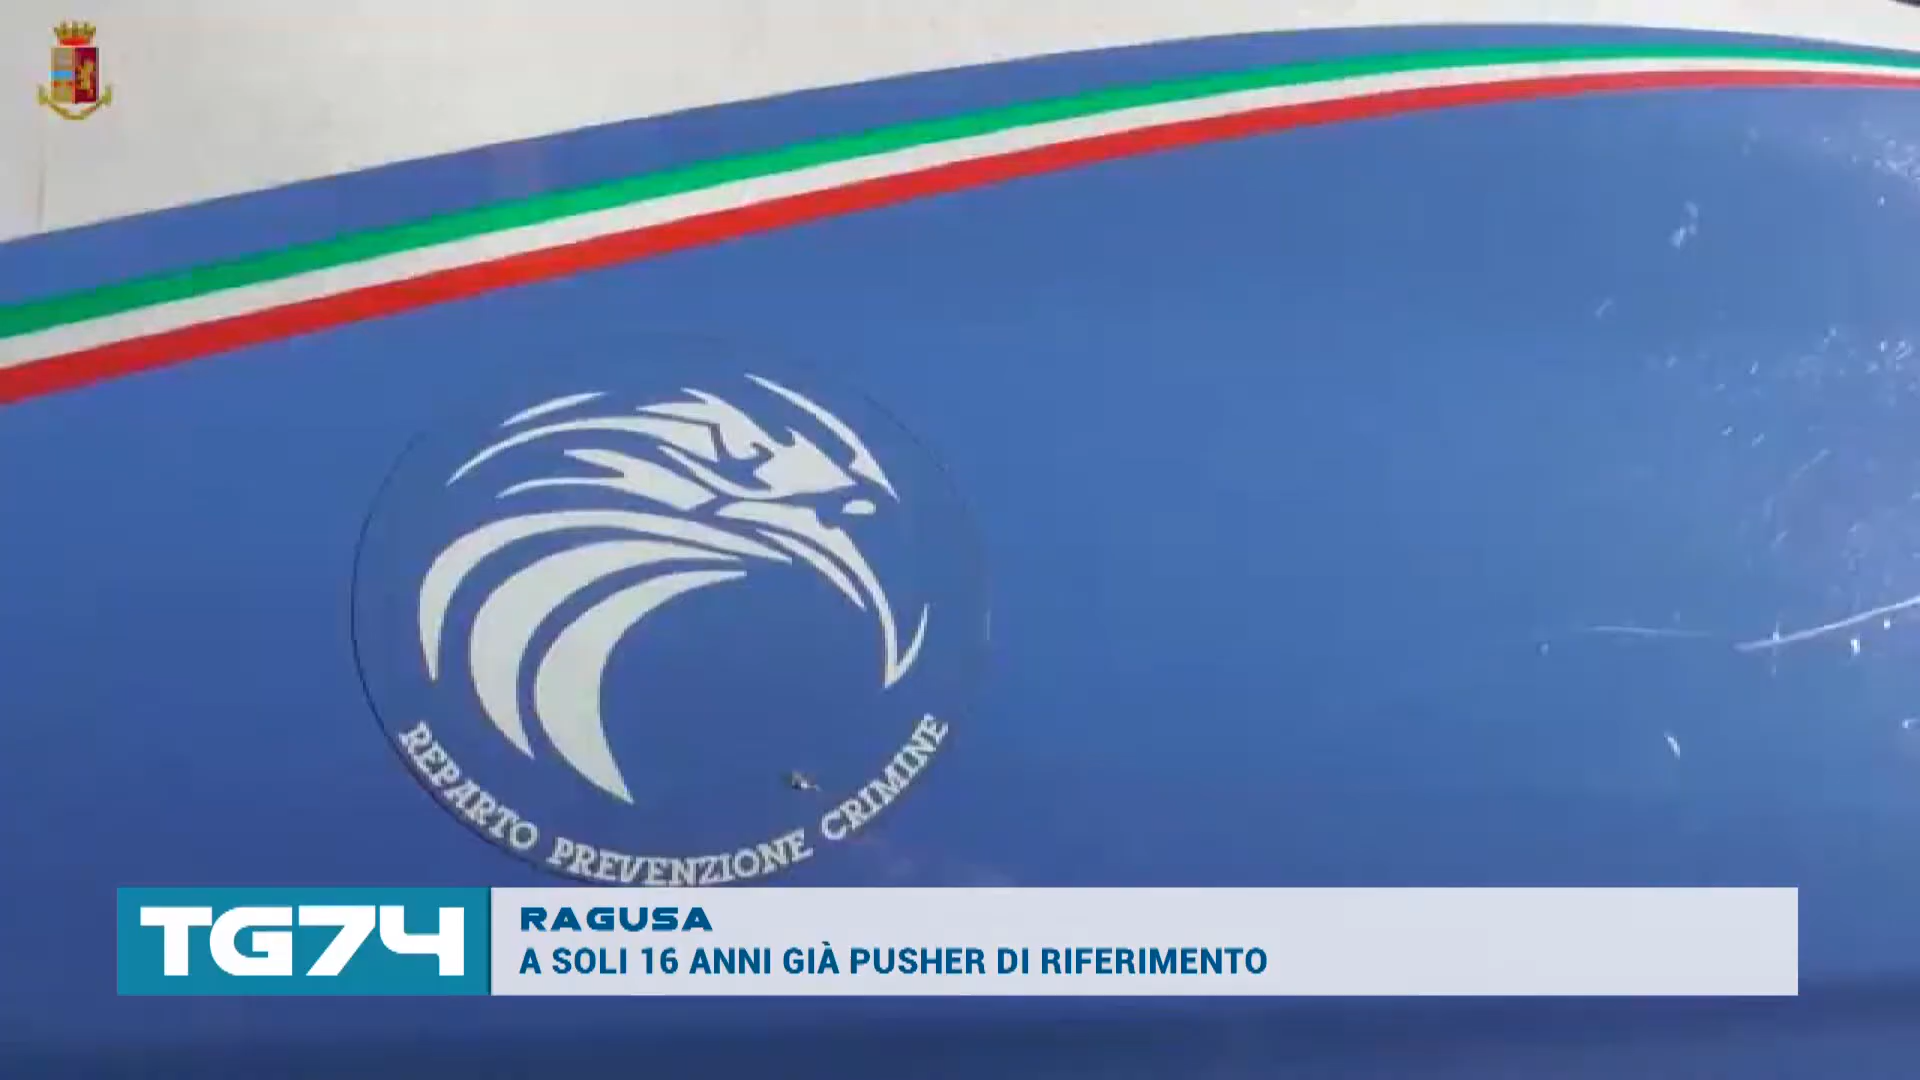 REPARTO PREVENZIONE CRIMINE
TG74
RAGUSA
A SOLI 16 ANNI GIÀ PUSHER DI RIFERIMENTO